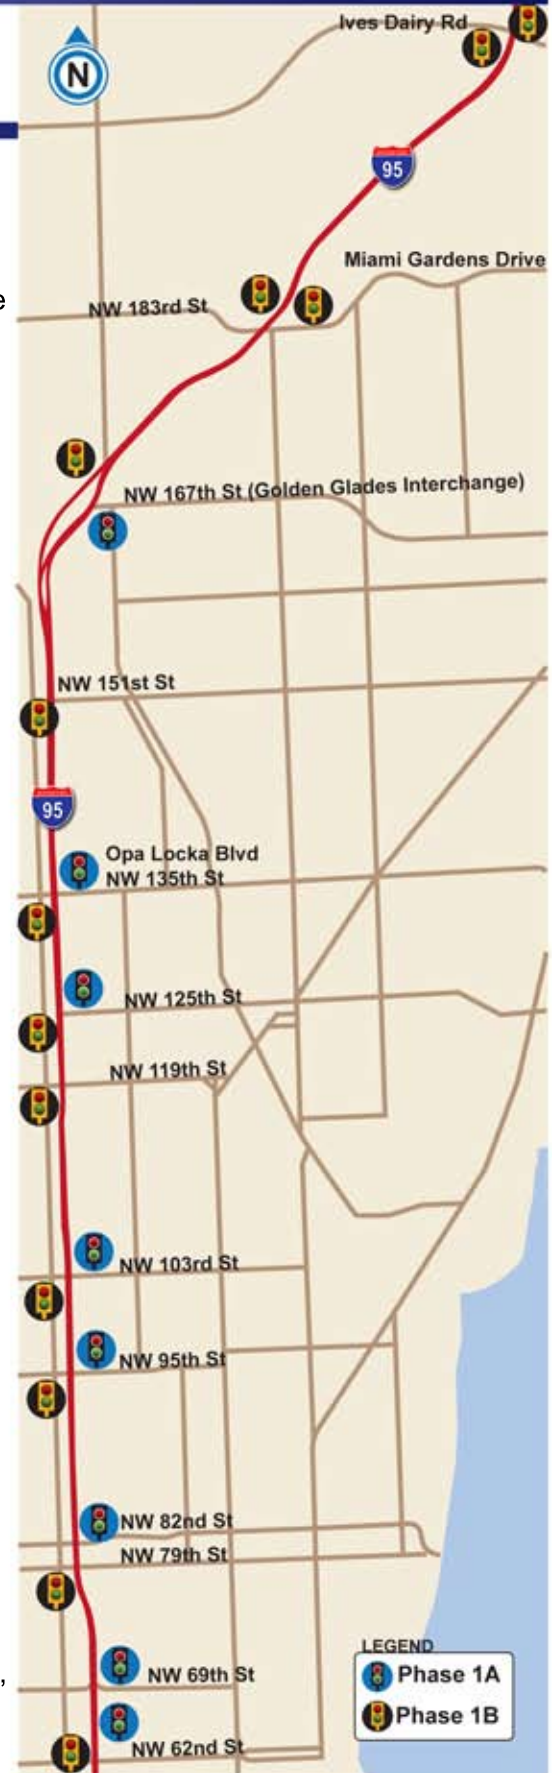 Ives Dairy Rd
N
95
Miami Gardens Drive
e
NW 183rd St
NW 167th St (Golden Glades Interchange)
NW 151st St
95
Opa Locka Blvd
NW 135th St
NW 125th St
NW 119th St
NW 103rd St
NW 95th St
NW 82nd St
NW 79th St
LEGEND
Phase 1A
Phase 1B
NW 69th St
,
NW 62nd St